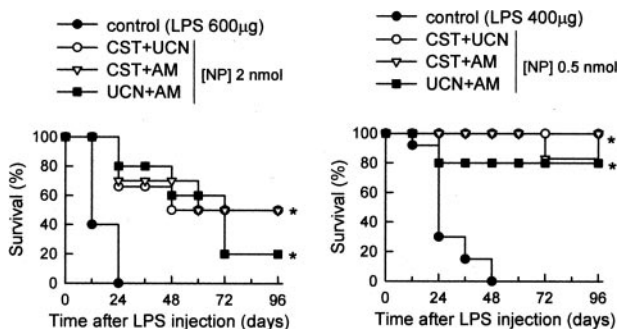 control (LPS 600µg)
CST+UCN
CST+AM
UCN+AM
[NP] 2 nmol
Survival (%)
100
80
60
40
20
0
*
*
0 24 48 72 96
Time after LPS injection (days)
control (LPS 400µg)
CST+UCN
CST+AM
UCN+AM
[NP] 0.5 nmol
Survival (%)
100
80
60
40
20
0
*
*
0 24 48 72 96
Time after LPS injection (days)